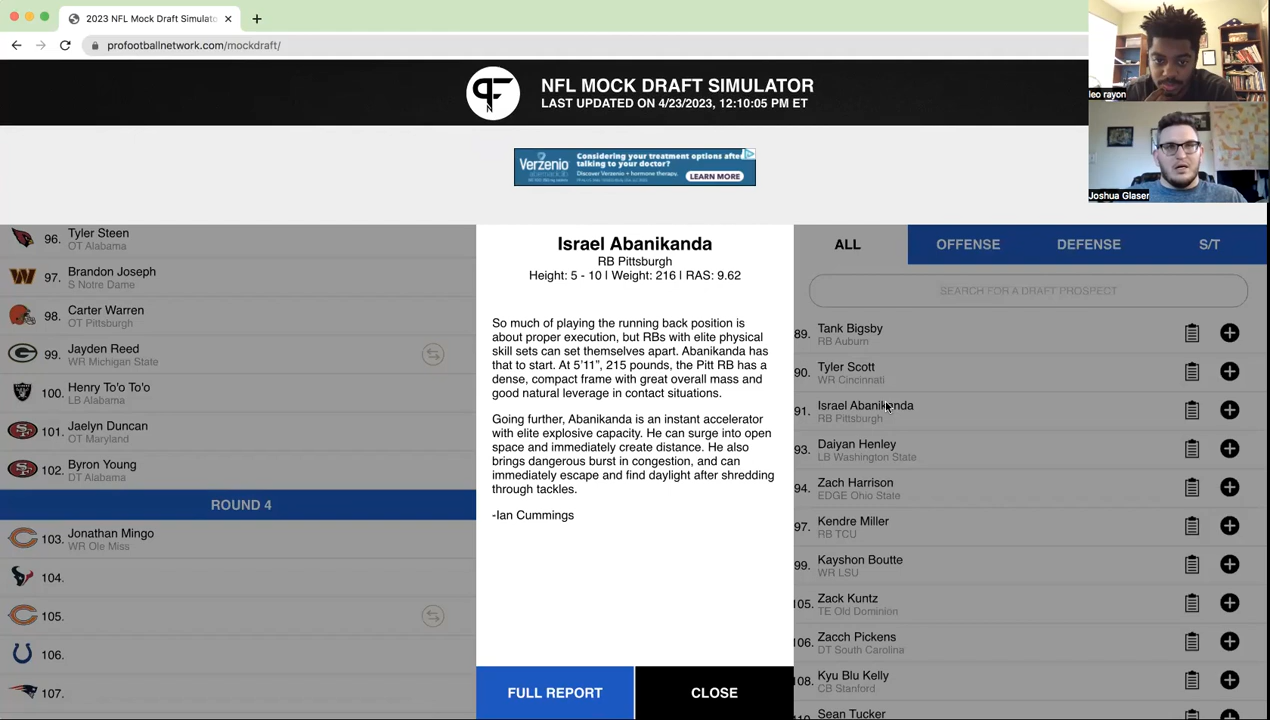 2023 NFL Mock Draft Simulato
profootballnetwork.com/mockdraft/
PF
N
NFL MOCK DRAFT SIMULATOR
LAST UPDATED ON 4/23/2023, 12:10:05 PM ET
leo rayon
Joshua Glaser
Verzenio
Considering your treatment options after
talking to your doctor?
Discover Verzenio + hormone therapy.
LEARN MORE
96. Tyler Steen
OT Alabama
97. Brandon Joseph
S Notre Dame
98. Carter Warren
OT Pittsburgh
99. Jayden Reed
WR Michigan State
100. Henry To'o To'o
LB Alabama
101. Jaelyn Duncan
OT Maryland
102. Byron Young
DT Alabama
ROUND 4
103. Jonathan Mingo
WR Ole Miss
104.
105.
106.
107.
Israel Abanikanda
RB Pittsburgh
Height: 5 - 10 | Weight: 216 | RAS: 9.62
So much of playing the running back position is
about proper execution, but RBs with elite physical
skill sets can set themselves apart. Abanikanda has
that to start. At 5'11", 215 pounds, the Pitt RB has a
dense, compact frame with great overall mass and
good natural leverage in contact situations.
Going further, Abanikanda is an instant accelerator
with elite explosive capacity. He can surge into open
space and immediately create distance. He also
brings dangerous burst in congestion, and can
immediately escape and find daylight after shredding
through tackles.
-Ian Cummings
FULL REPORT
CLOSE
ALL
OFFENSE
DEFENSE
S/T
SEARCH FOR A DRAFT PROSPECT
89. Tank Bigsby
RB Auburn
90. Tyler Scott
WR Cincinnati
91. Israel Abanikanda
RB Pittsburgh
93. Daiyan Henley
LB Washington State
94. Zach Harrison
EDGE Ohio State
97. Kendre Miller
RB TCU
99. Kayshon Boutte
WR LSU
105. Zack Kuntz
TE Old Dominion
106. Zacch Pickens
DT South Carolina
108. Kyu Blu Kelly
CB Stanford
Sean Tucker